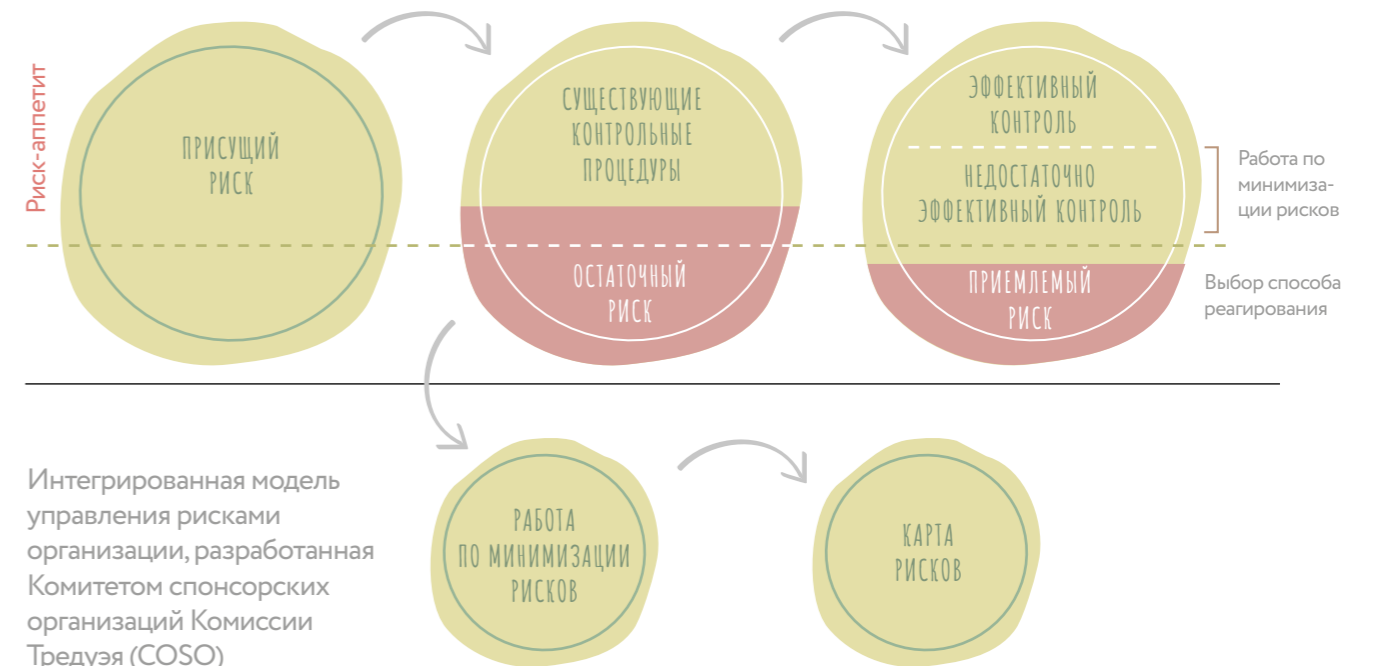 Риск-аппетит
ПРИСУЩИЙ
РИСК
СУЩЕСТВУЮЩИЕ
КОНТРОЛЬНЫЕ
ПРОЦЕДУРЫ
ОСТАТОЧНЫЙ
РИСК
ЭФФЕКТИВНЫЙ
КОНТРОЛЬ
НЕДОСТАТОЧНО
ЭФФЕКТИВНЫЙ КОНТРОЛЬ
ПРИЕМЛЕМЫЙ
РИСК
Работа по
минимиза-
ции рисков
Выбор способа
реагирования
Интегрированная модель
управления рисками
организации, разработанная
Комитетом спонсорских
организаций Комиссии
Тредуэя (COSO)
РАБОТА
ПО МИНИМИЗАЦИИ
РИСКОВ
КАРТА
РИСКОВ